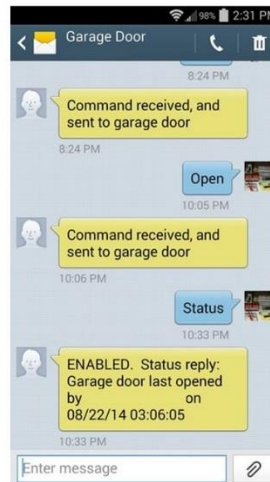 98% 2:31 PM
Garage Door
8:24 PM
Command received, and
sent to garage door
8:24 PM
Open
10:05 PM
Command received, and
sent to garage door
10:06 PM
Status
10:33 PM
ENABLED. Status reply:
Garage door last opened
by on
08/22/14 03:06:05
10:33 PM
Enter message